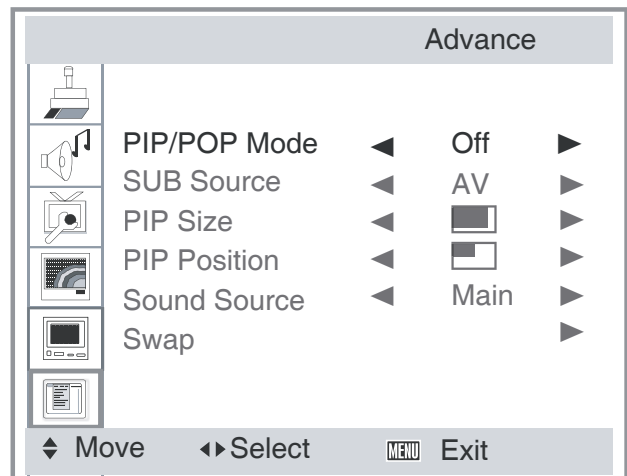 Advance
PIP/POP Mode Off
SUB Source AV
PIP Size
PIP Position
Sound Source Main
Swap
Move Select MENU Exit